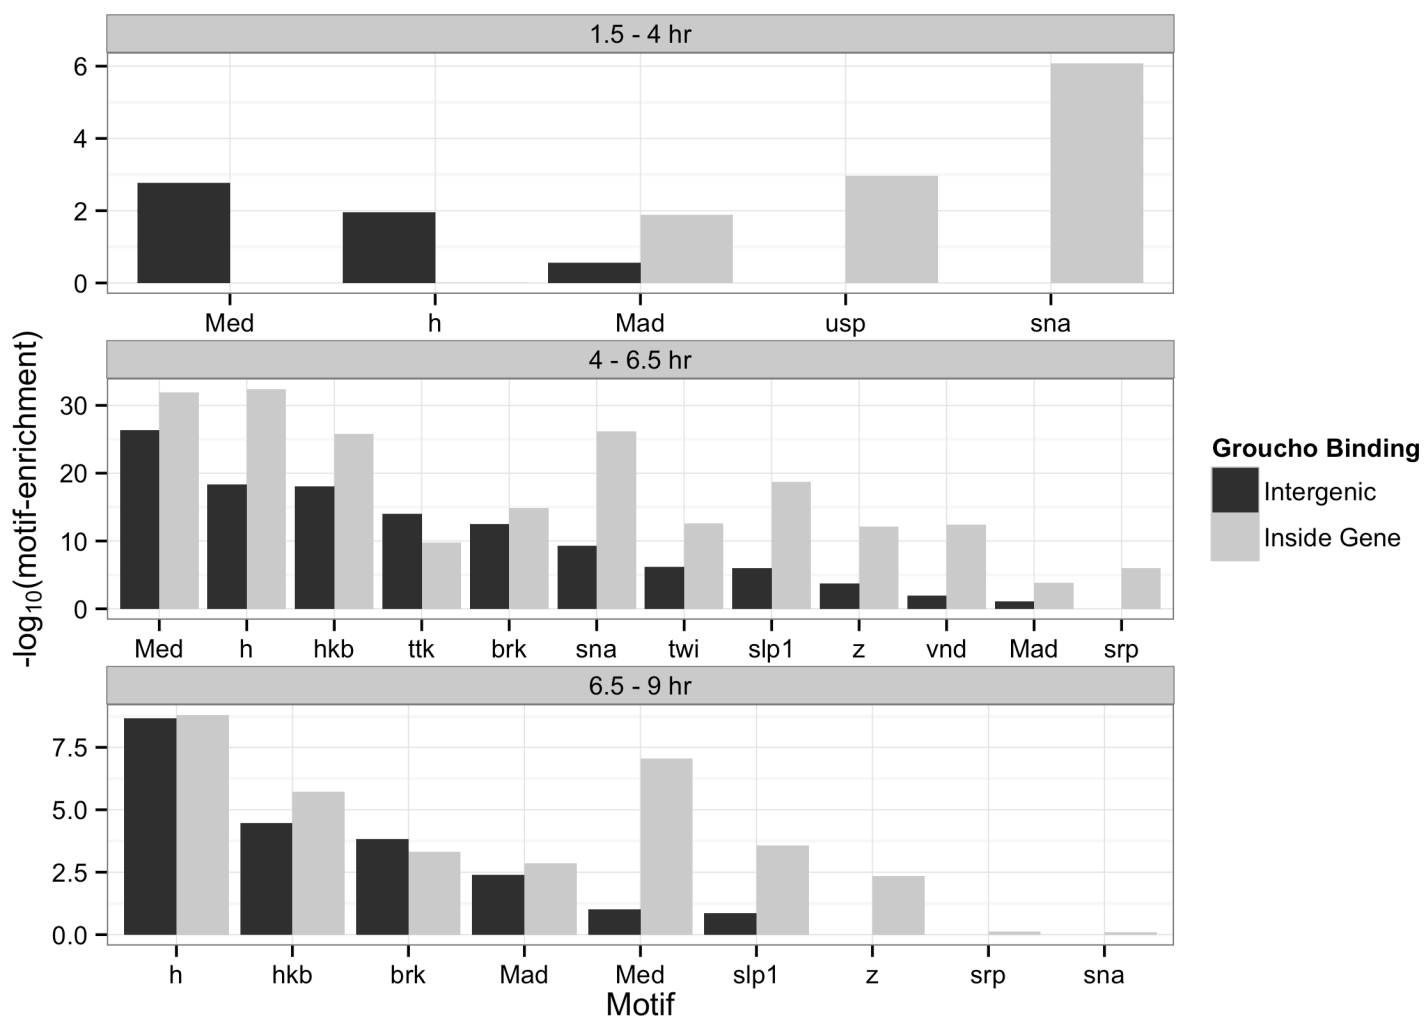 1.5 - 4 hr
6
4
2
0
Med h Mad usp sna
4 - 6.5 hr
30
20
10
0
Med h hkb ttk brk sna twi slp1 z vnd Mad srp
6.5 - 9 hr
7.5
5.0
2.5
0.0
h hkb brk Mad Med slp1 z srp sna
Motif
-log10(motif-enrichment)
Groucho Binding
Intergenic
Inside Gene